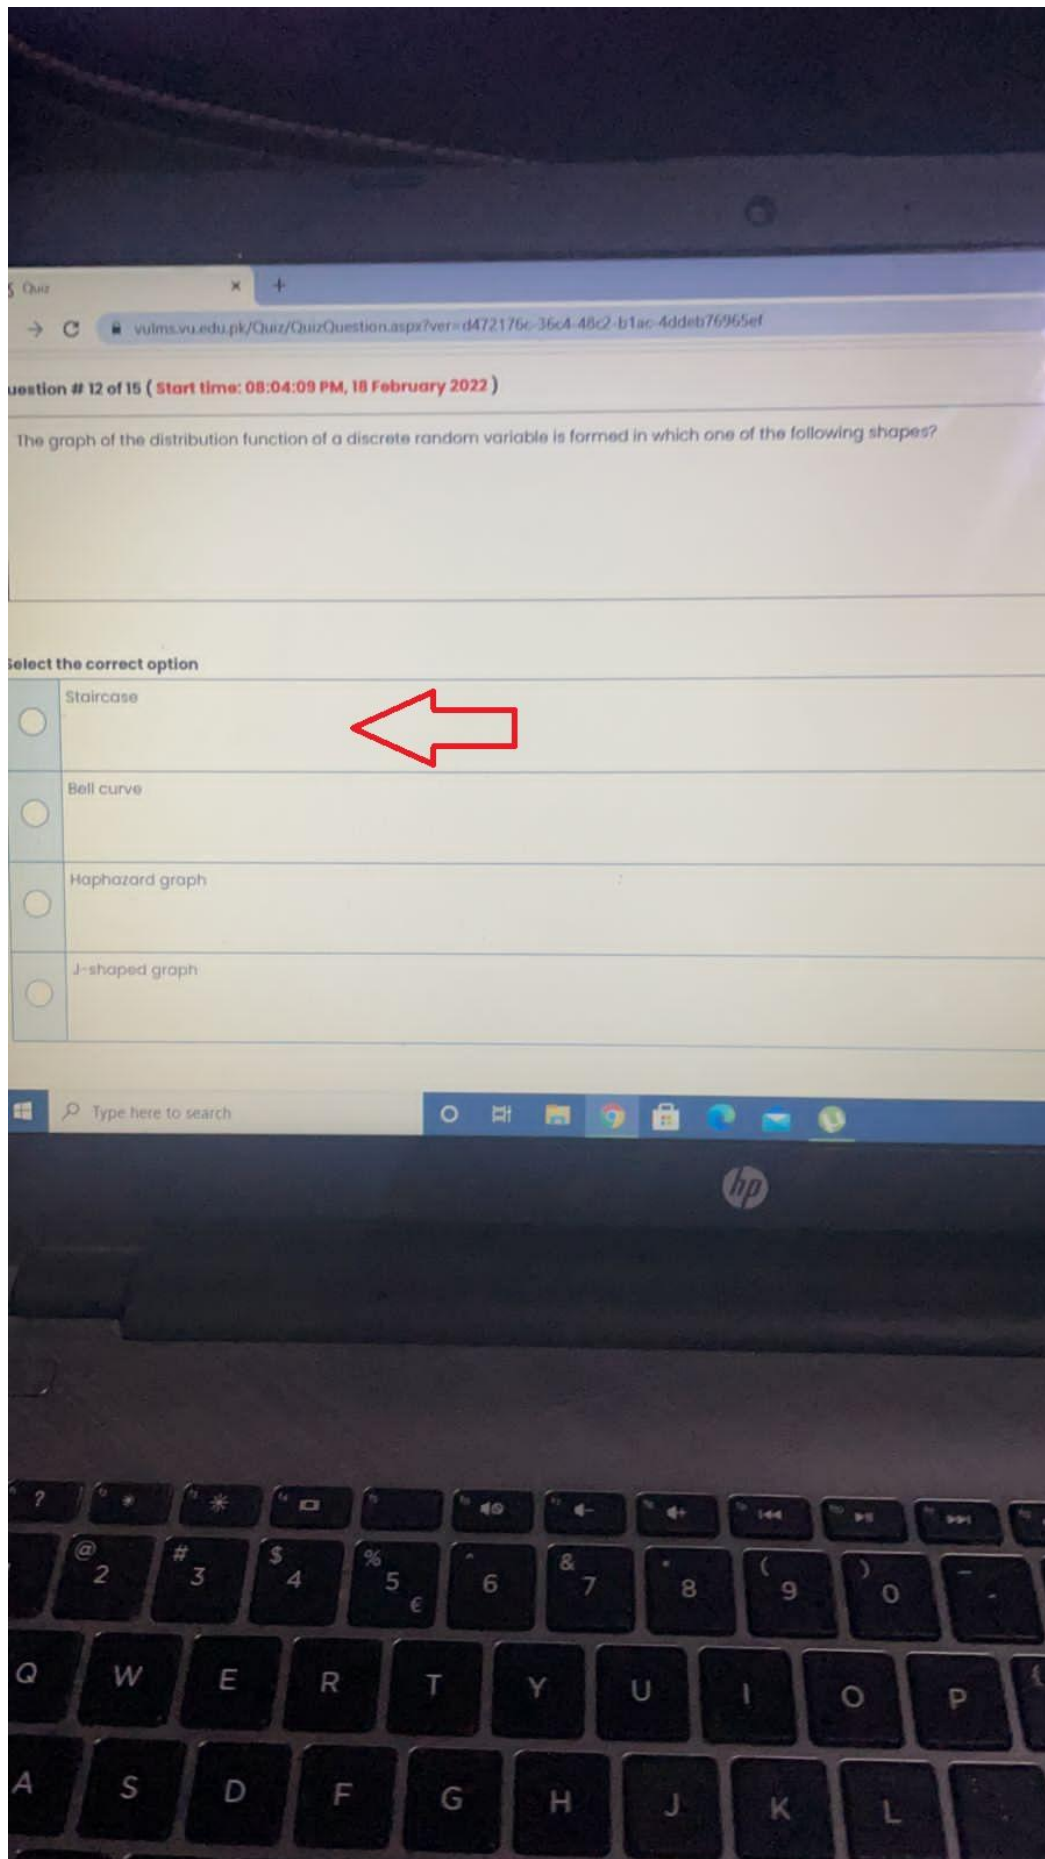 Quiz
vulms.vu.edu.pk/Quiz/QuizQuestion.aspx?ver=d472176c-36c4-48c2-b1ac-4ddeb76965ef
uestion # 12 of 15 ( Start time: 08:04:09 PM, 18 February 2022 )
The graph of the distribution function of a discrete random variable is formed in which one of the following shapes?
Select the correct option
Staircase
Bell curve
Haphazard graph
J-shaped graph
Type here to search
hp
?
@ # $ % ^ & * ( ) _
2 3 4 5 € 6 7 8 9 0 -
Q W E R T Y U I O P {
A S D F G H J K L